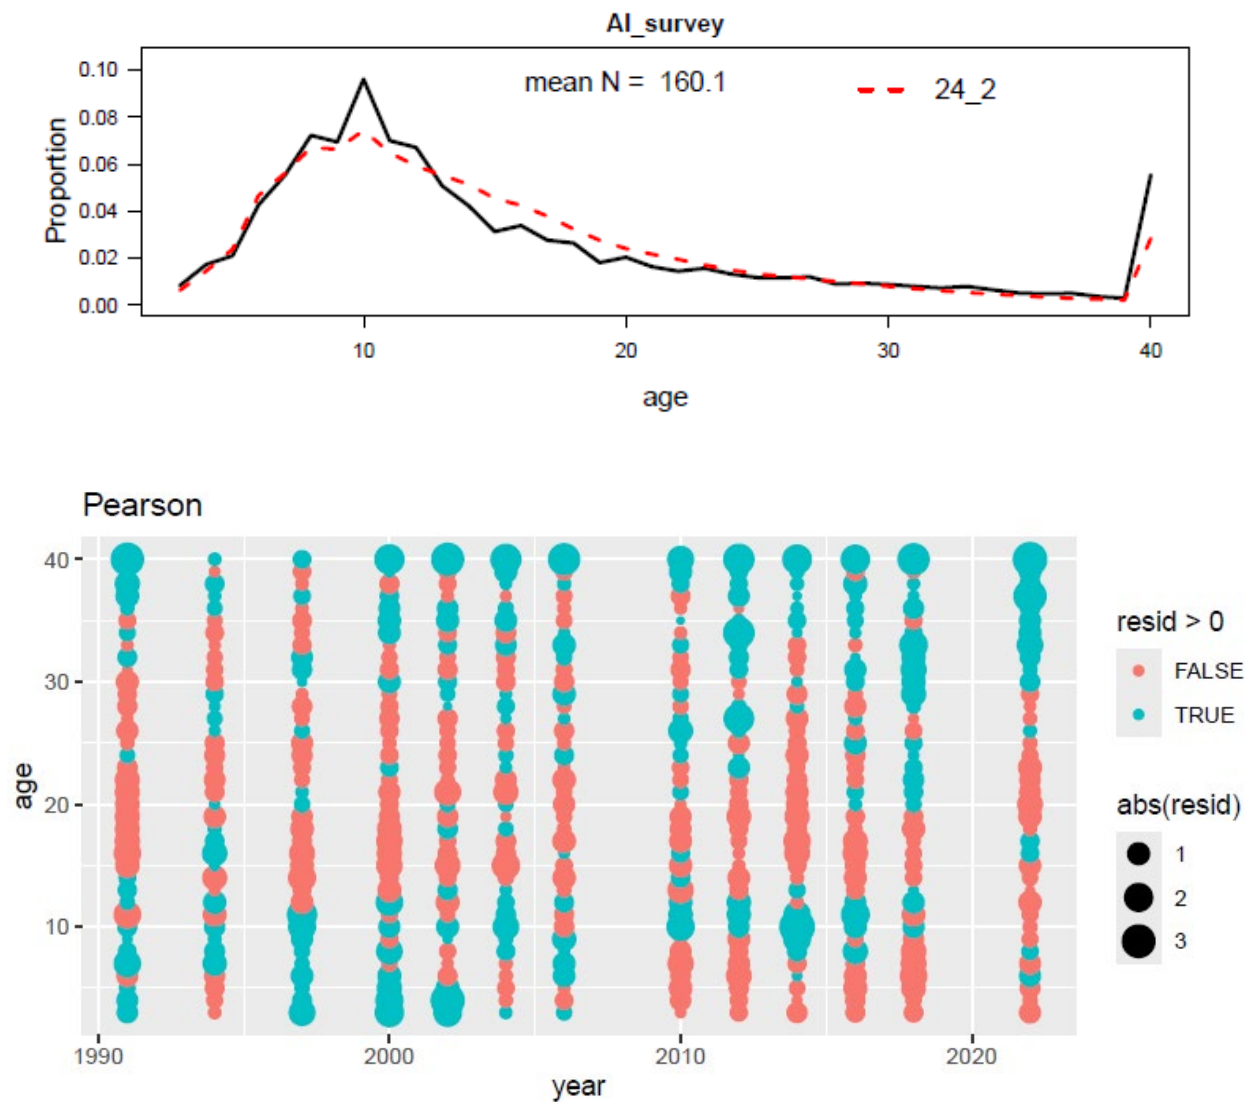 AI_survey
mean N = 160.1
24_2
Proportion
0.10
0.08
0.06
0.04
0.02
0.00
10 20 30 40
age
Pearson
age
40
30
20
10
1990 2000 2010 2020
year
resid > 0
FALSE
TRUE
abs(resid)
1
2
3